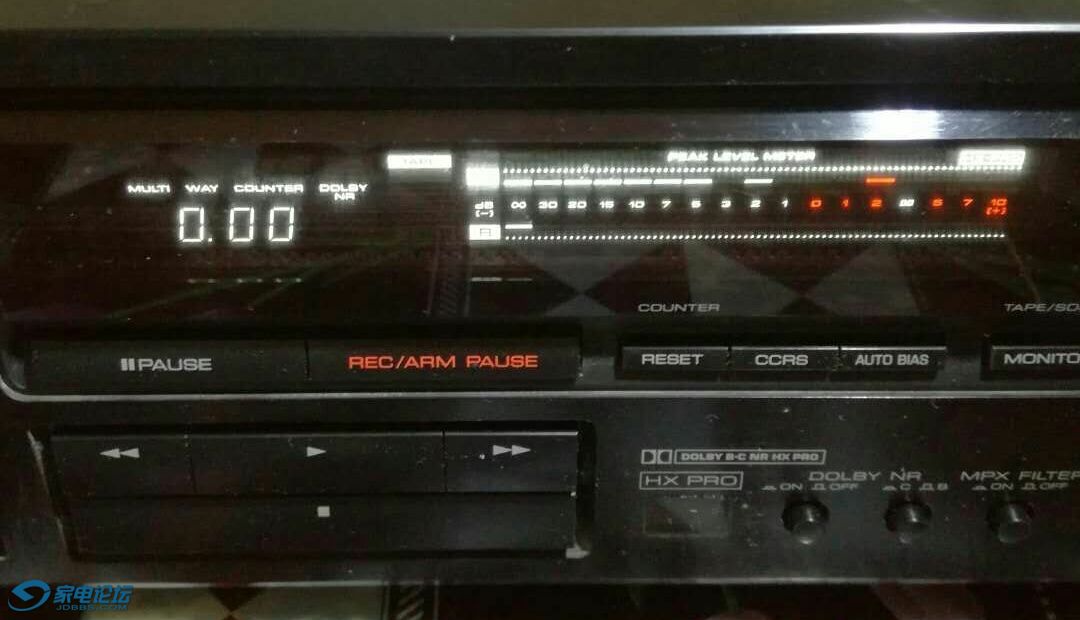 TAPE
PEAK LEVEL METER
MULTI WAY COUNTER DOLBY NR
0.00
dB (-) ∞ 30 20 15 10 7 5 3 2 1 0 1 2 DD 5 7 10 (+)
R
COUNTER
PAUSE
REC/ARM PAUSE
RESET
CCRS
AUTO BIAS
MONITO
DOLBY B·C NR HX PRO
HX PRO
DOLBY NR
ON OFF
C B
MPX FILTER
ON OFF
家电论坛
JDBBS.COM